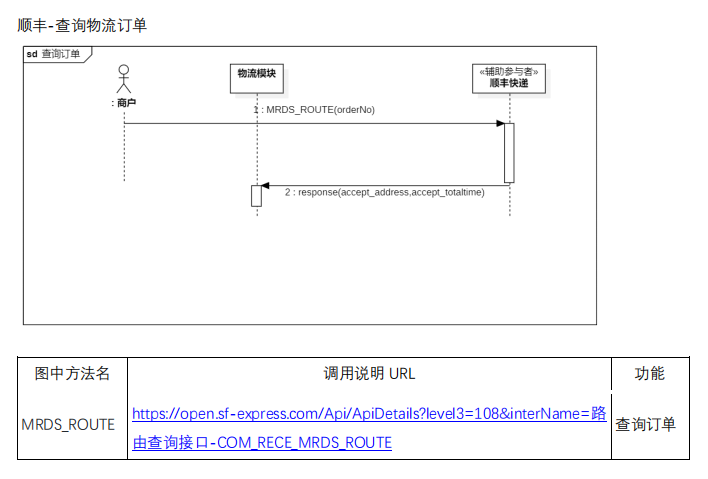 顺丰-查询物流订单
sd 查询订单
: 商户
物流模块
«辅助参与者»
顺丰快递
1 : MRDS_ROUTE(orderNo)
2 : response(accept_address,accept_totaltime)
图中方法名 调用说明 URL 功能
MRDS_ROUTE https://open.sf-express.com/Api/ApiDetails?level3=108&interName=路 查询订单
由查询接口-COM_RECE_MRDS_ROUTE